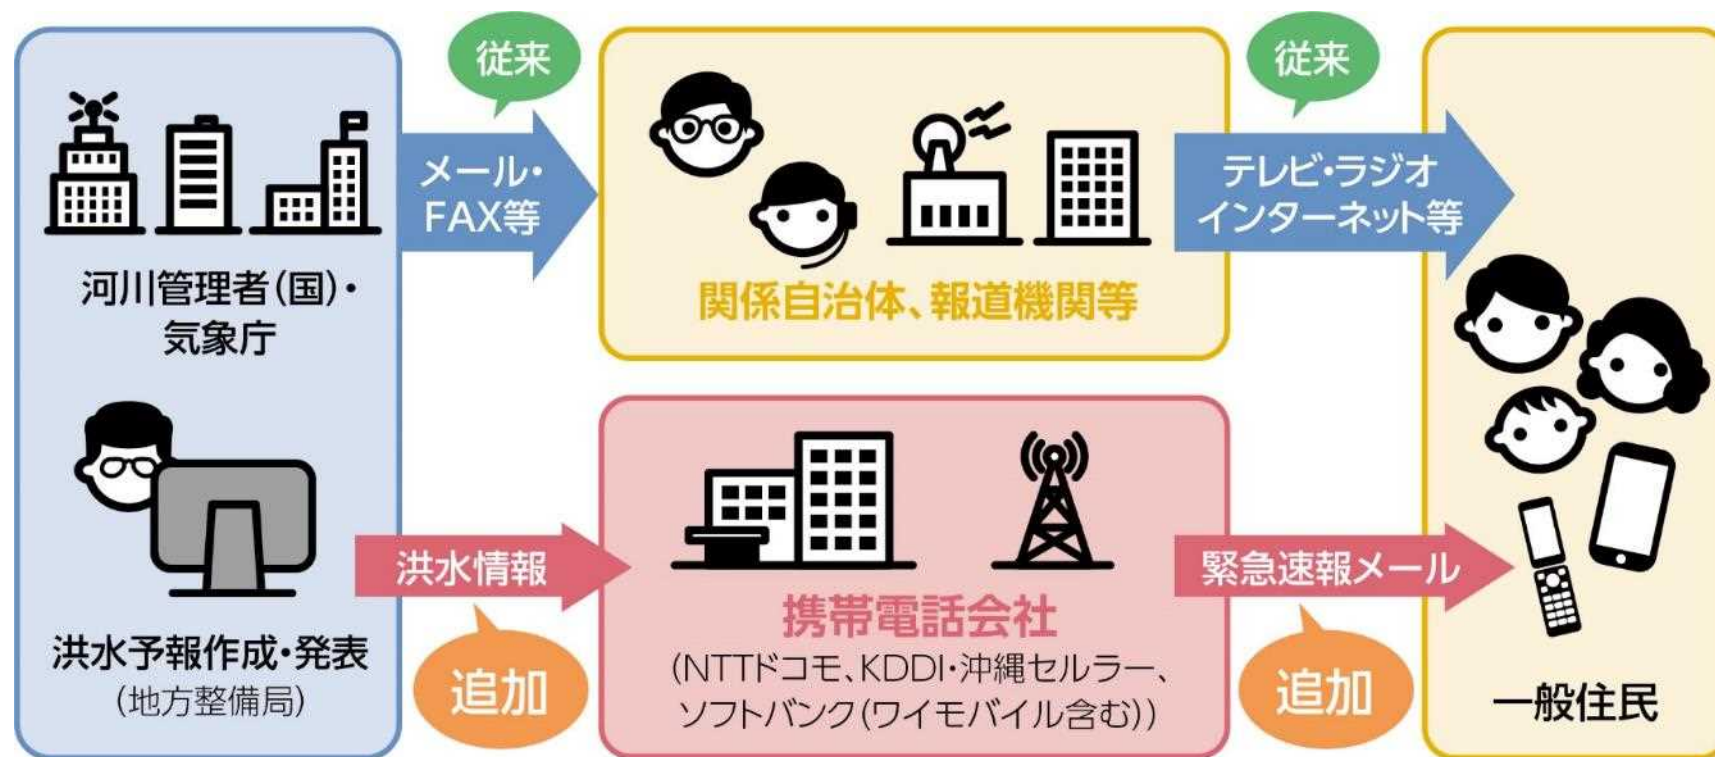 河川管理者(国)・
気象庁
洪水予報作成・発表
(地方整備局)
従来
メール・
FAX等
関係自治体、報道機関等
従来
テレビ・ラジオ
インターネット等
洪水情報
追加
携帯電話会社
(NTTドコモ、KDDI・沖縄セルラー、
ソフトバンク(ワイモバイル含む))
緊急速報メール
追加
一般住民